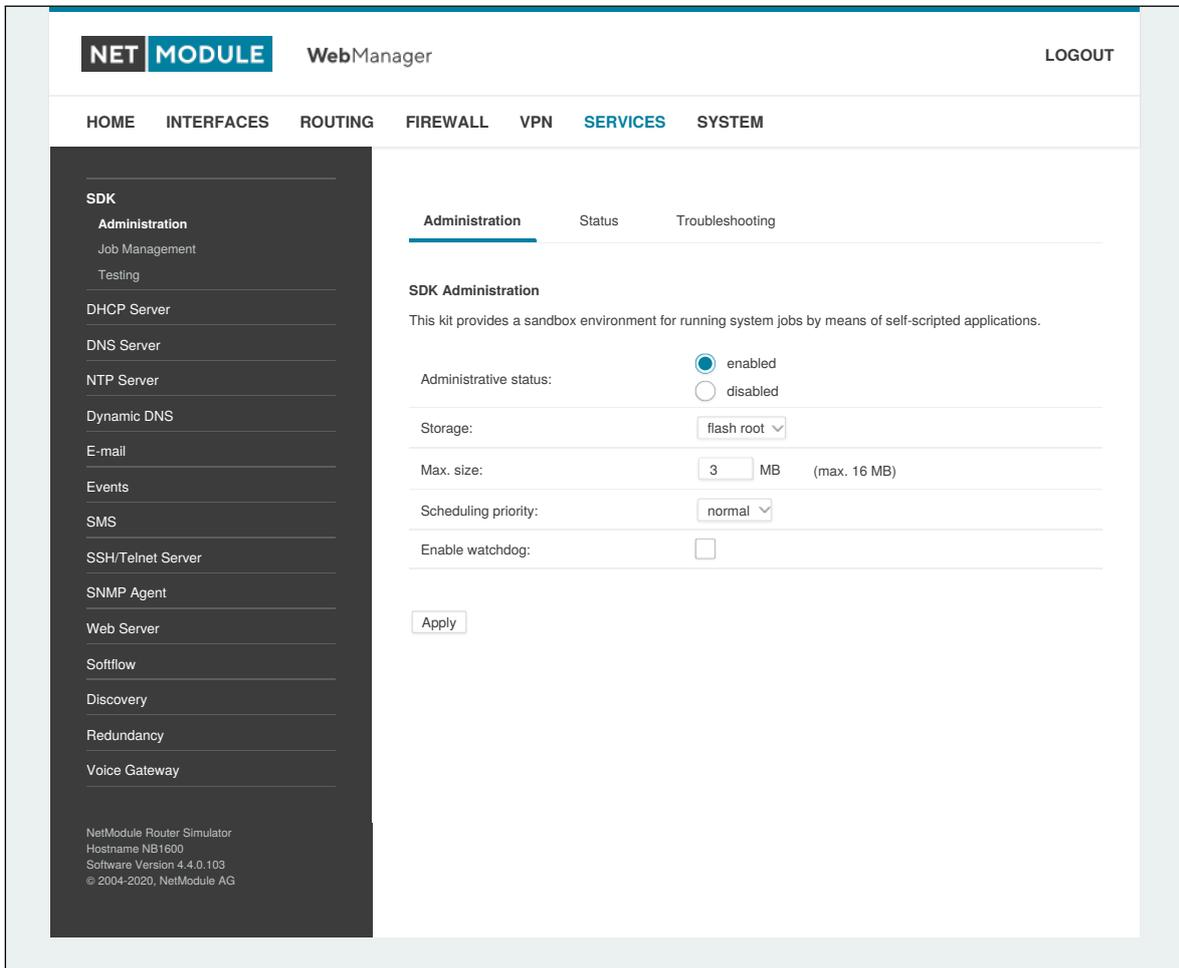 NET MODULE WebManager LOGOUT
HOME INTERFACES ROUTING FIREWALL VPN SERVICES SYSTEM
SDK
Administration
Job Management
Testing
DHCP Server
DNS Server
NTP Server
Dynamic DNS
E-mail
Events
SMS
SSH/Telnet Server
SNMP Agent
Web Server
Softflow
Discovery
Redundancy
Voice Gateway
NetModule Router Simulator
Hostname NB1600
Software Version 4.4.0.103
© 2004-2020, NetModule AG
Administration Status Troubleshooting
SDK Administration
This kit provides a sandbox environment for running system jobs by means of self-scripted applications.
Administrative status:
enabled
disabled
Storage: flash root
Max. size: 3 MB (max. 16 MB)
Scheduling priority: normal
Enable watchdog:
Apply